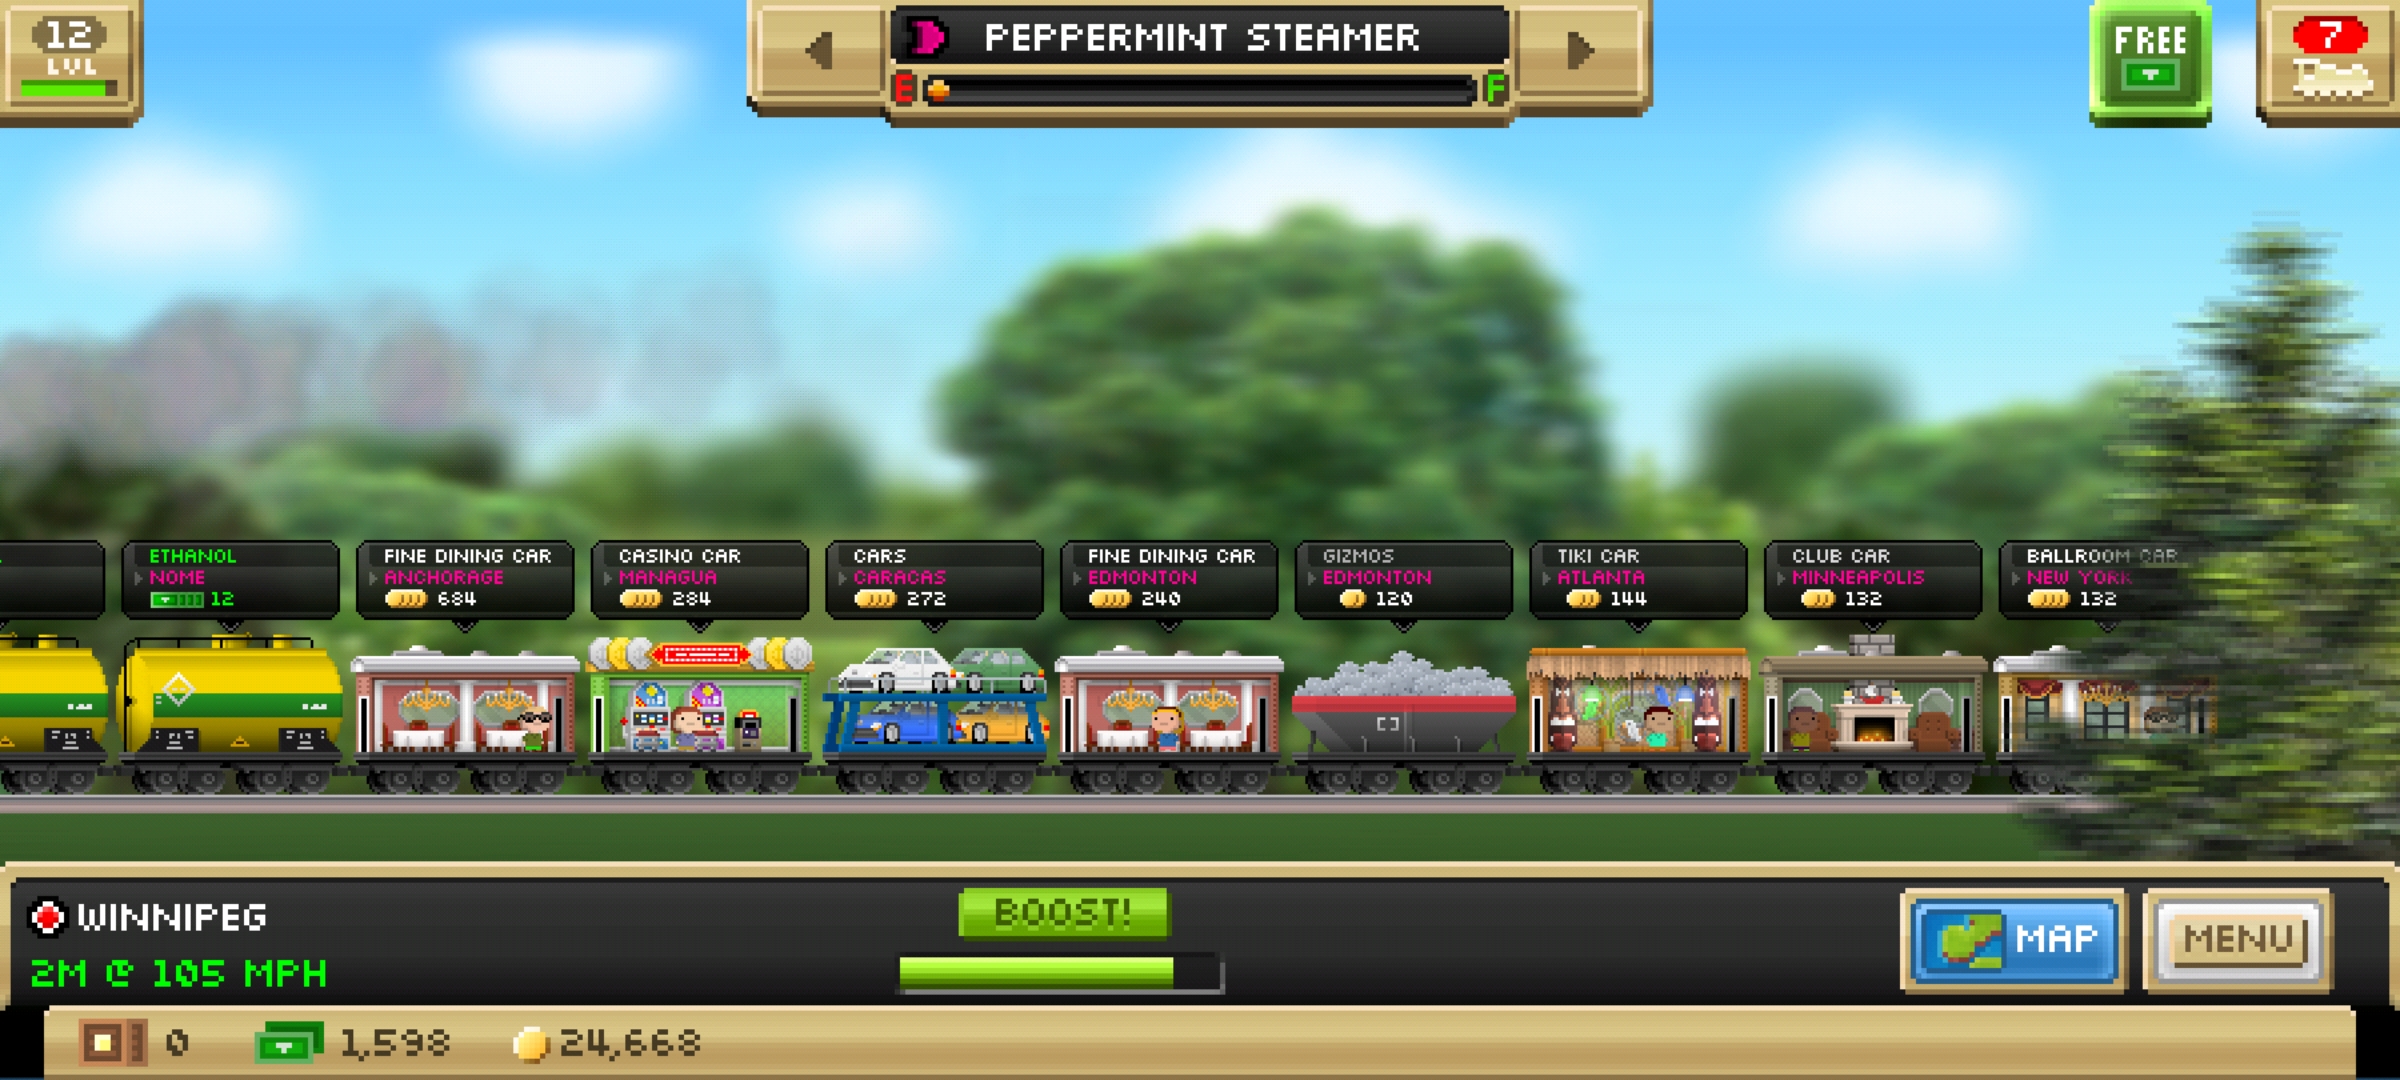 12
LVL
PEPPERMINT STEAMER
E F
FREE
7
ETHANOL
NOME
12
FINE DINING CAR
ANCHORAGE
684
CASINO CAR
MANAGUA
284
CARS
CARACAS
272
FINE DINING CAR
EDMONTON
240
GIZMOS
EDMONTON
120
TIKI CAR
ATLANTA
144
CLUB CAR
MINNEAPOLIS
132
BALLROOM CAR
NEW YORK
132
WINNIPEG
2M @ 105 MPH
BOOST!
MAP
MENU
0
1,598
24,668